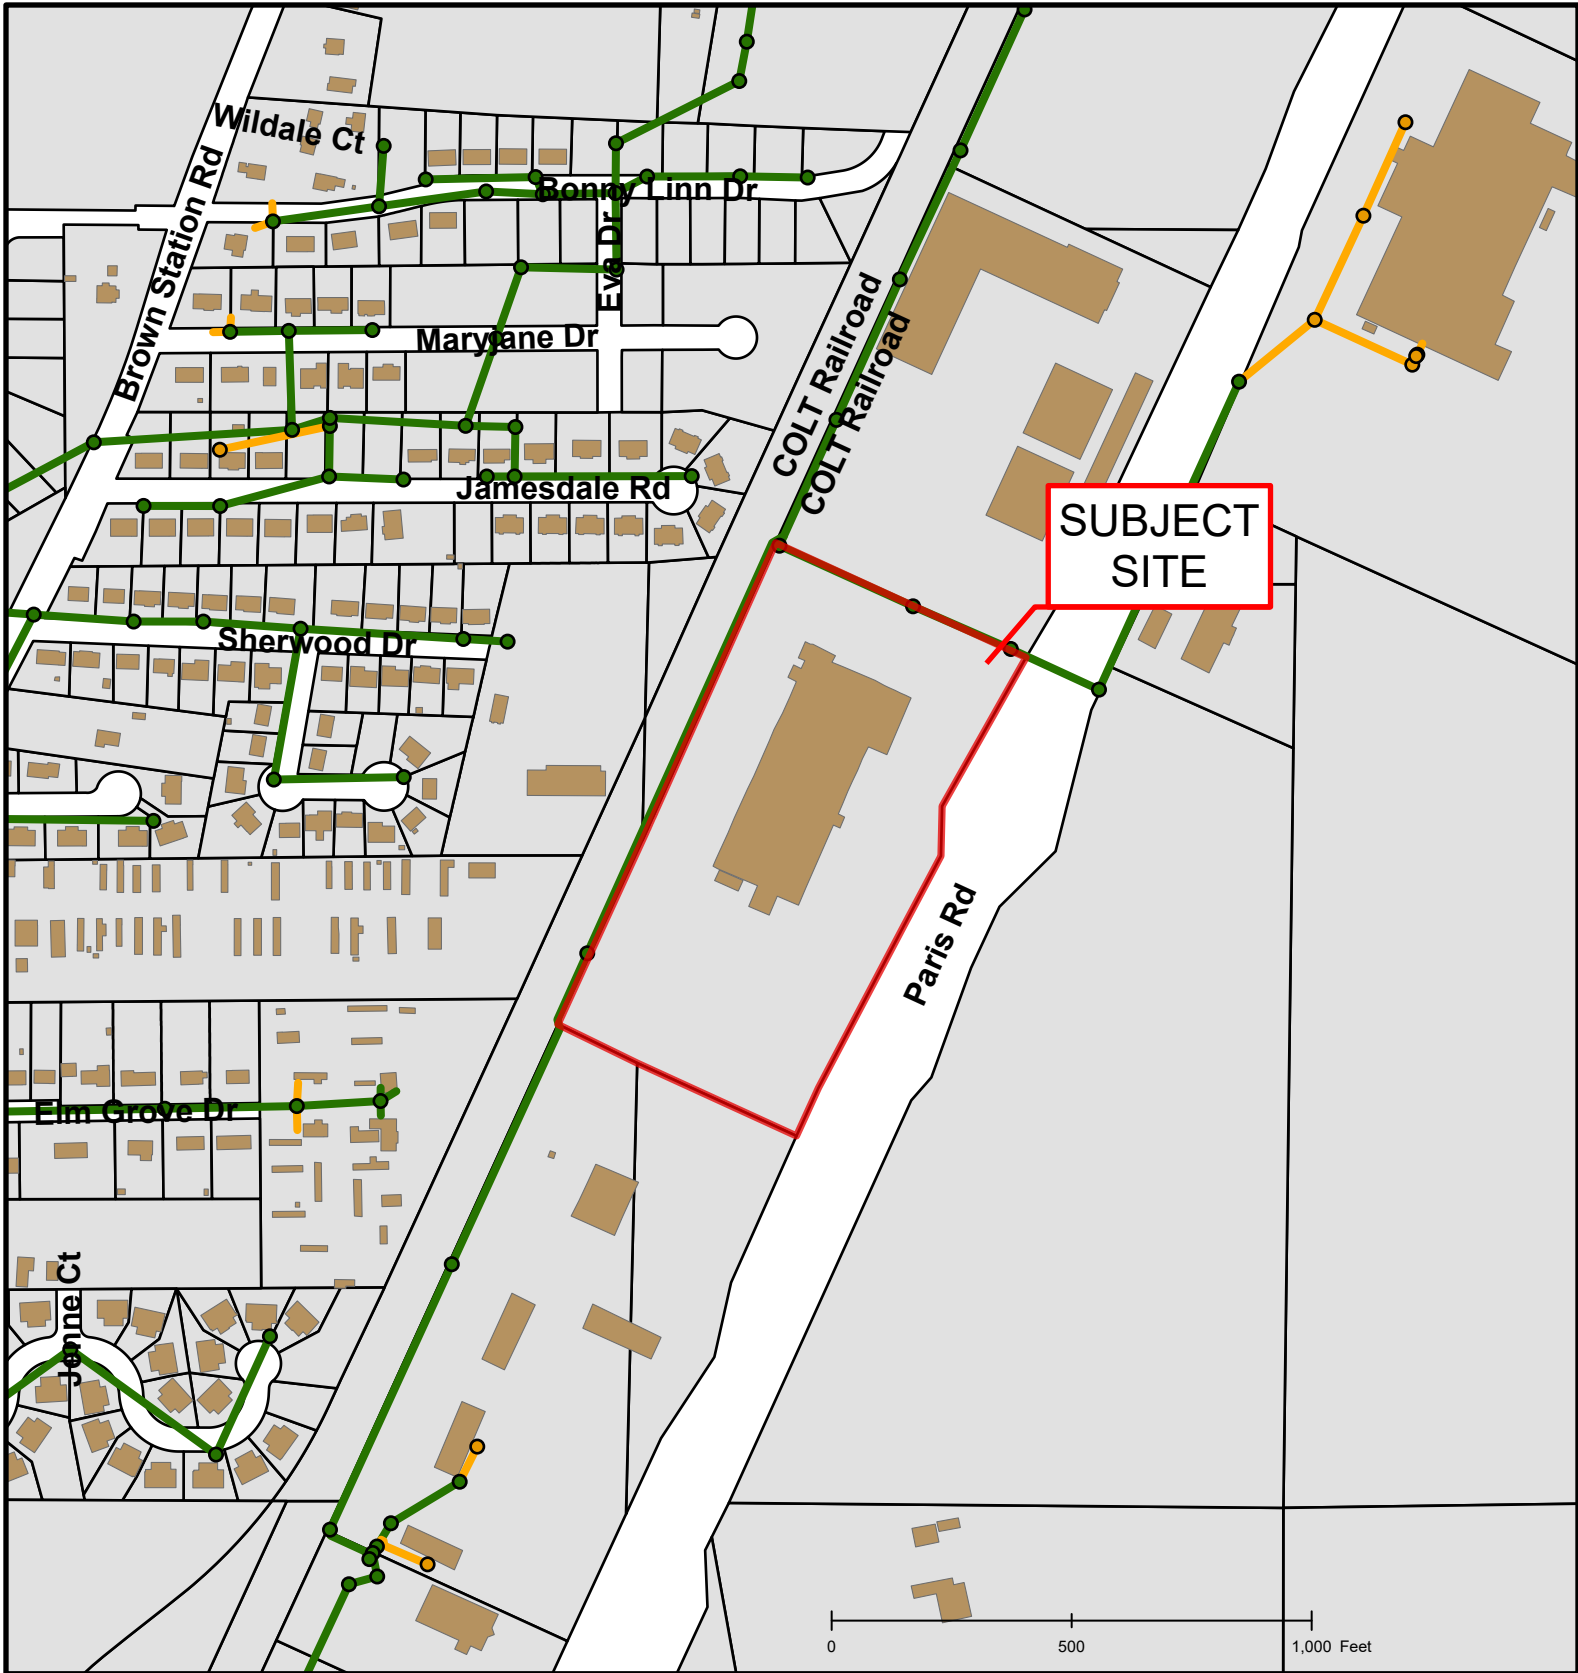 Wildale Ct
Brown Station Rd
Bonny Linn Dr
Eva Dr
Maryjane Dr
COLT Railroad
COLT Railroad
Jamesdale Rd
SUBJECT
SITE
Sherwood Dr
Paris Rd
Elm Grove Dr
Jenne Ct
0 500 1,000 Feet